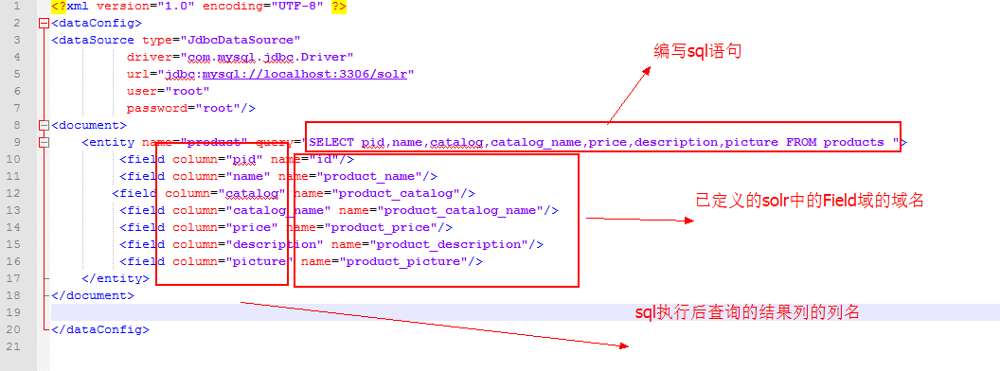 1 <?xml version="1.0" encoding="UTF-8" ?>
2 <dataConfig>
3 <dataSource type="JdbcDataSource"
4 driver="com.mysql.jdbc.Driver"
5 url="jdbc:mysql://localhost:3306/solr"
6 user="root"
7 password="root"/>
8 <document>
9 <entity name="product" query="SELECT pid,name,catalog,catalog_name,price,description,picture FROM products ">
10 <field column="pid" name="id"/>
11 <field column="name" name="product_name"/>
12 <field column="catalog" name="product_catalog"/>
13 <field column="catalog_name" name="product_catalog_name"/>
14 <field column="price" name="product_price"/>
15 <field column="description" name="product_description"/>
16 <field column="picture" name="product_picture"/>
17 </entity>
18 </document>
19
20 </dataConfig>
21
编写sql语句
已定义的solr中的Field域的域名
sql执行后查询的结果列的列名